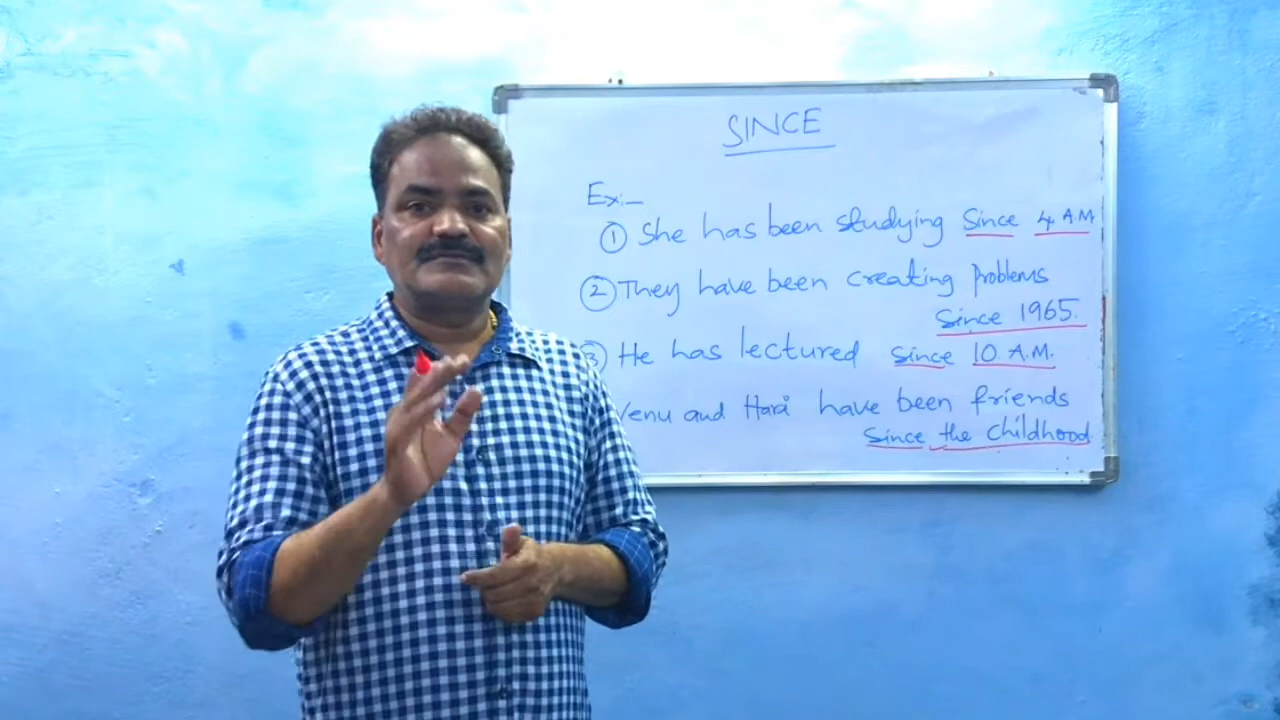 SINCE
Ex:-
① She has been studying Since 4 A.M
② They have been creating Problems
Since 1965.
③ He has lectured since 10 A.M.
Venu and Hari have been friends
Since the childhood